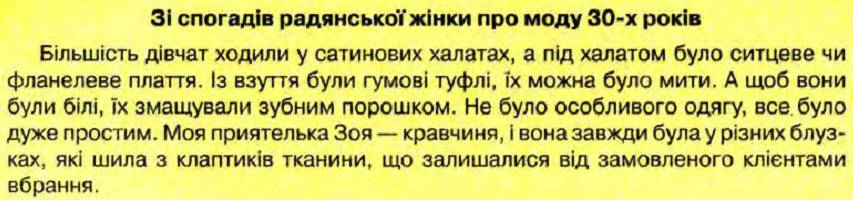 Зі спогадів радянської жінки про моду 30-х років
Більшість дівчат ходили у сатинових халатах, а під халатом було ситцеве чи
фланелеве плаття. Із взуття були гумові туфлі, їх можна було мити. А щоб вони
були білі, їх змащували зубним порошком. Не було особливого одягу, все було
дуже простим. Моя приятелька Зоя — кравчиня, і вона завжди була у різних блуз-
ках, які шила з клаптиків тканини, що залишалися від замовленого клієнтами
вбрання.